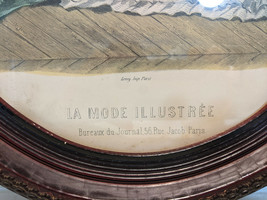 LA MODE ILLUSTRÉE
Bureaux du Journal, 56 Rue Jacob Paris